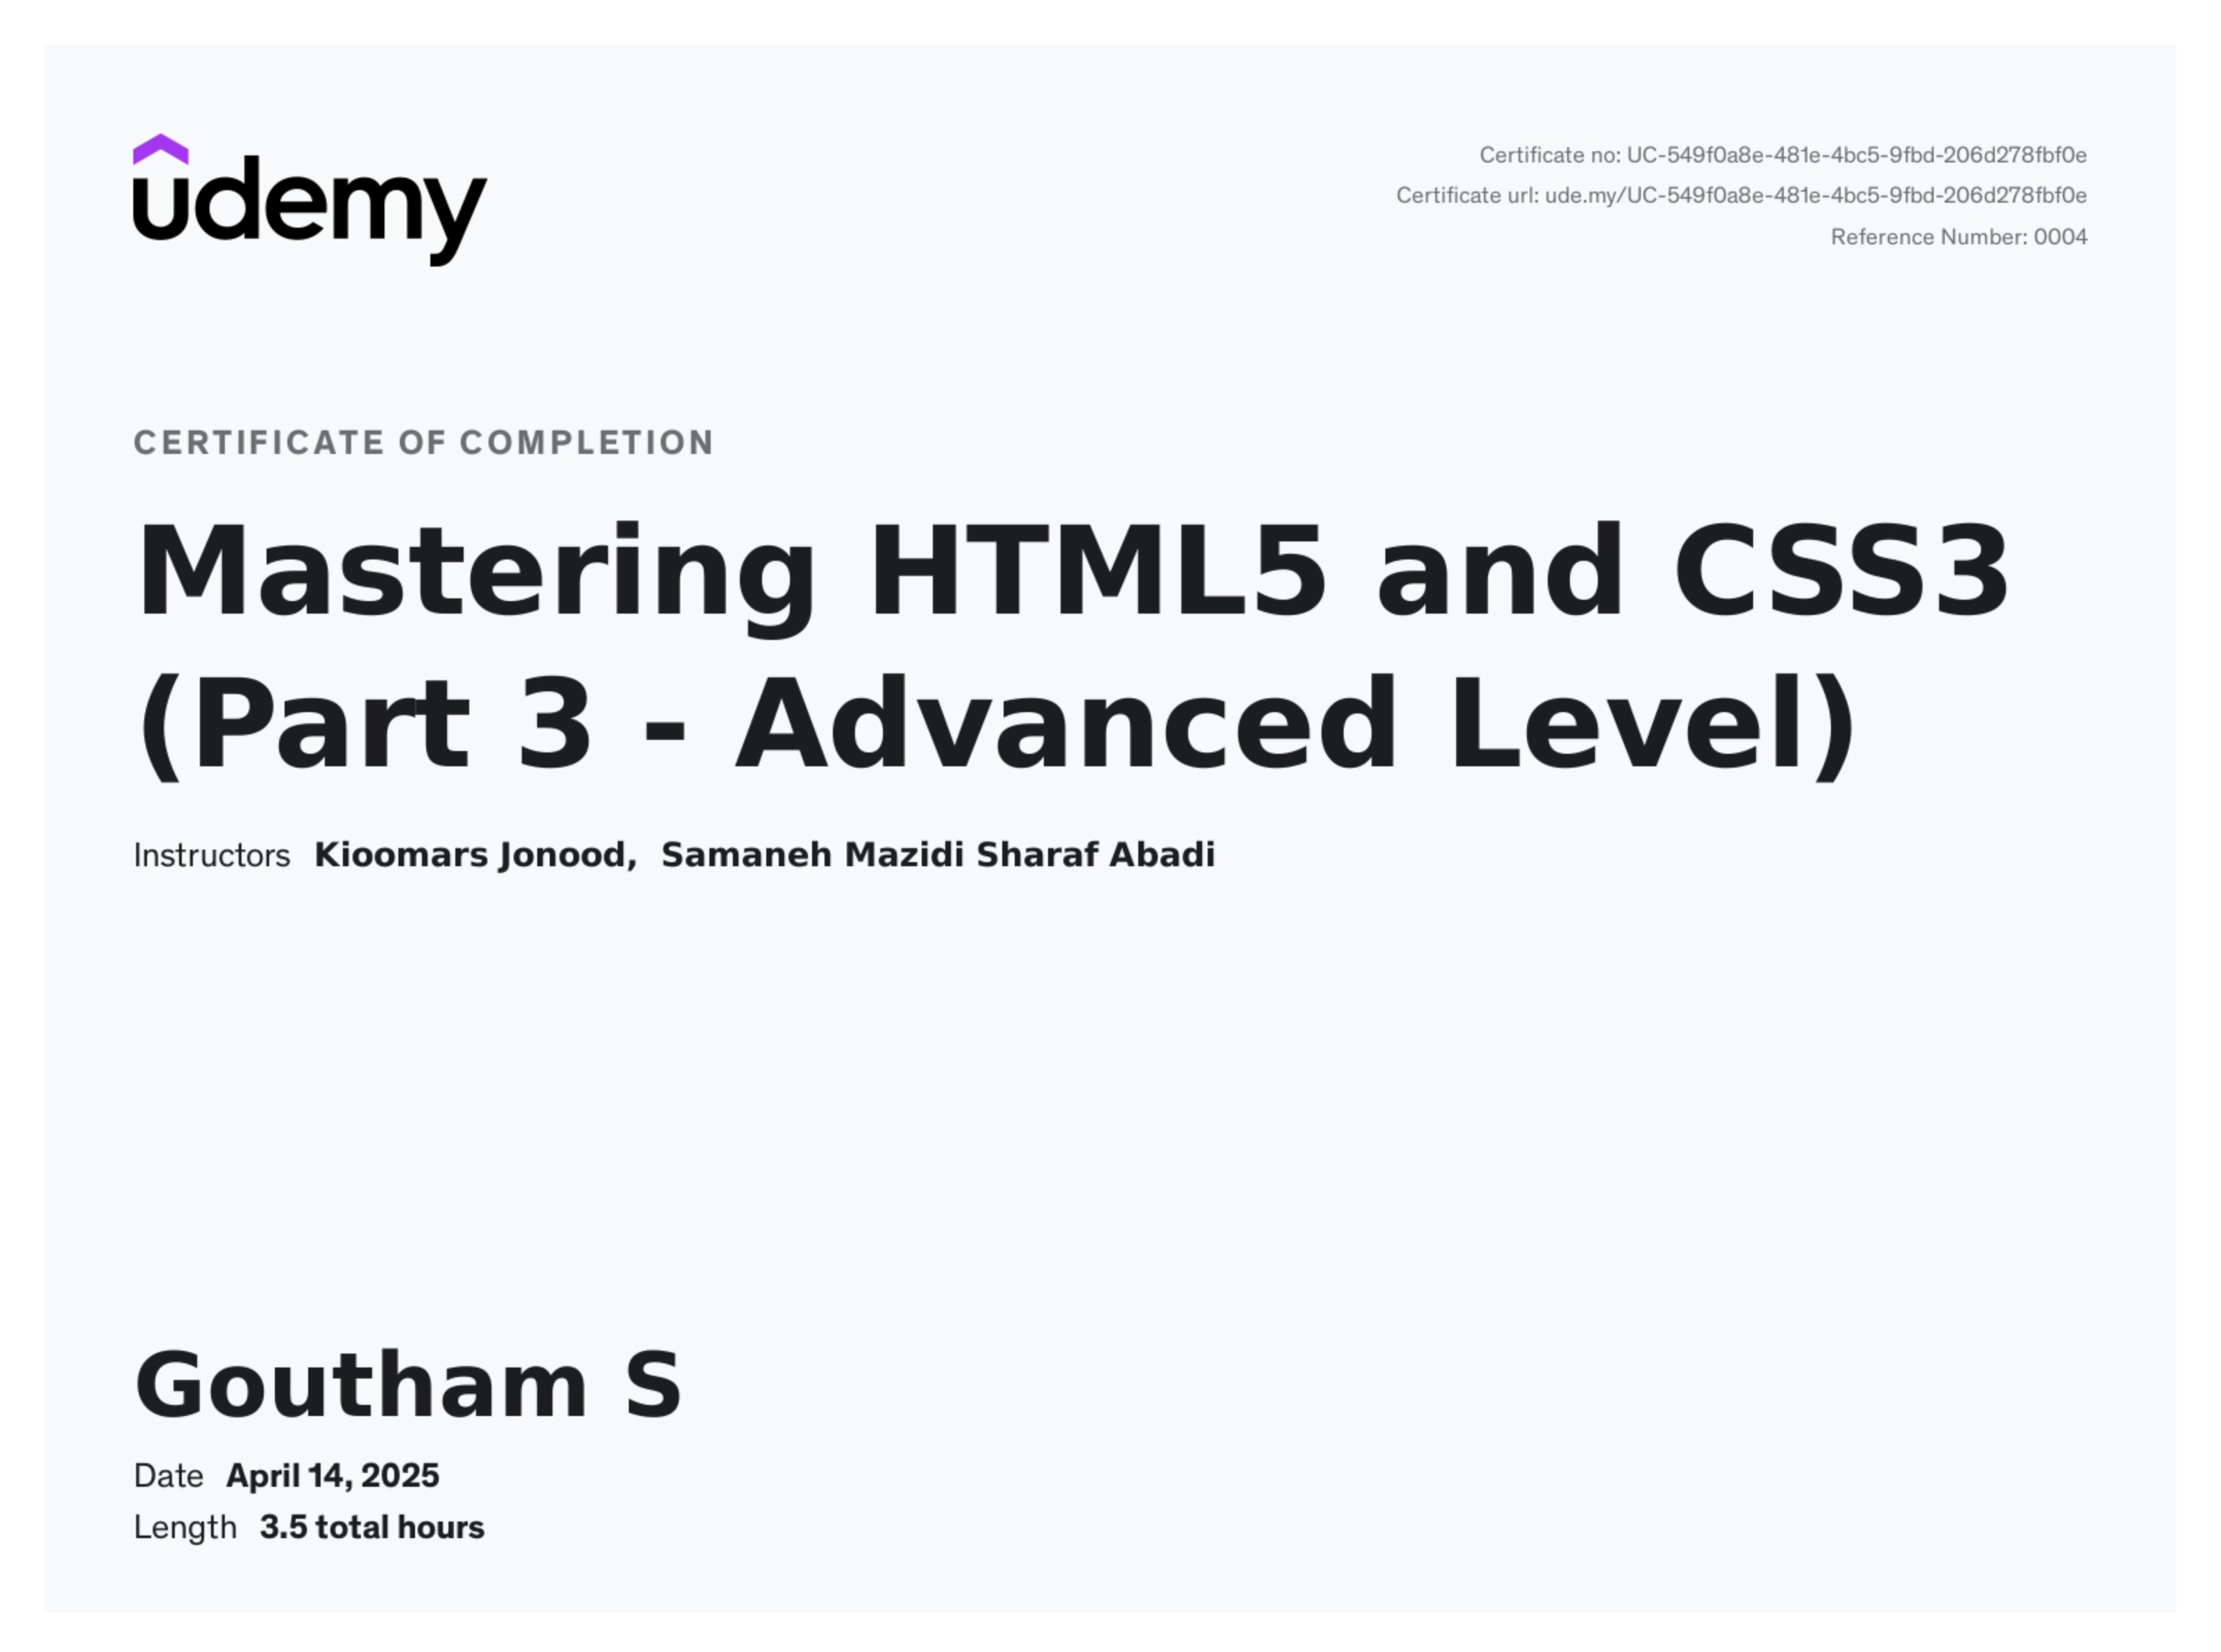 udemy
Certificate no: UC-549f0a8e-481e-4bc5-9fbd-206d278fbf0e
Certificate url: ude.my/UC-549f0a8e-481e-4bc5-9fbd-206d278fbf0e
Reference Number: 0004
CERTIFICATE OF COMPLETION
Mastering HTML5 and CSS3
(Part 3 - Advanced Level)
Instructors Kioomars Jonood, Samaneh Mazidi Sharaf Abadi
Goutham S
Date April 14, 2025
Length 3.5 total hours